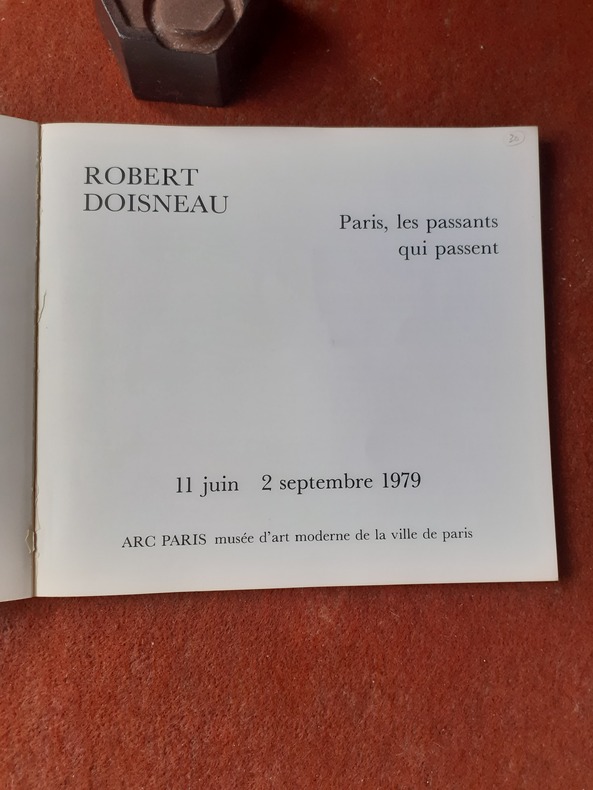 ROBERT
DOISNEAU
Paris, les passants
qui passent
11 juin 2 septembre 1979
ARC PARIS musée d'art moderne de la ville de paris